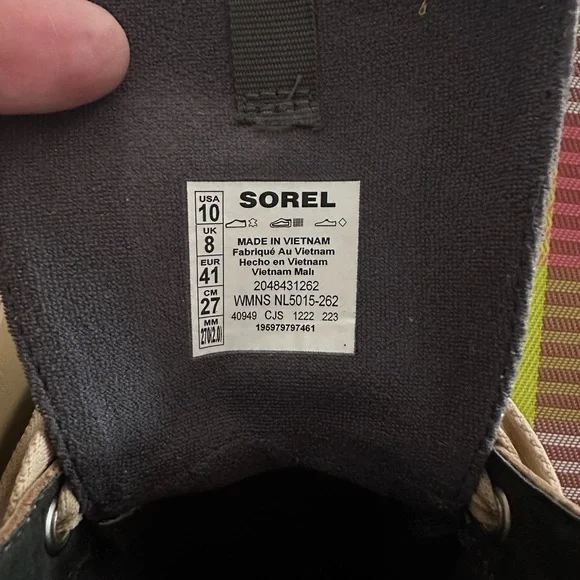 USA
10
UK
8
EUR
41
CM
27
MM
270(2.0)
SOREL
MADE IN VIETNAM
Fabriqué Au Vietnam
Hecho en Vietnam
Vietnam Malı
2048431262
WMNS NL5015-262
40949 CJS 1222 223
195979797461